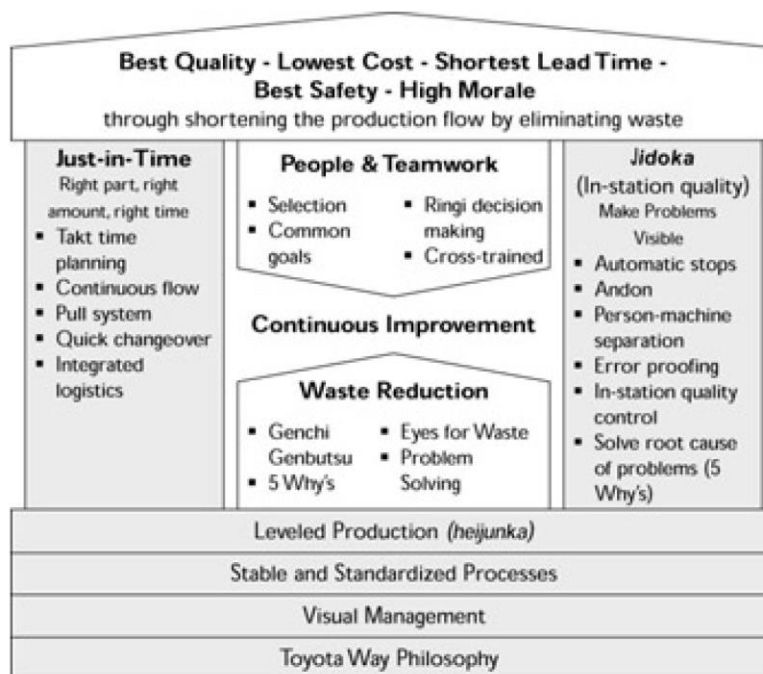 Best Quality - Lowest Cost - Shortest Lead Time -
Best Safety - High Morale
through shortening the production flow by eliminating waste
Just-in-Time
Right part, right
amount, right time
▪ Takt time
planning
▪ Continuous flow
▪ Pull system
▪ Quick changeover
▪ Integrated
logistics
People & Teamwork
▪ Selection
▪ Common
goals
▪ Ringi decision
making
▪ Cross-trained
Continuous Improvement
Waste Reduction
▪ Genchi
Genbutsu
▪ 5 Why's
▪ Eyes for Waste
▪ Problem
Solving
Jidoka
(In-station quality)
Make Problems
Visible
▪ Automatic stops
▪ Andon
▪ Person-machine
separation
▪ Error proofing
▪ In-station quality
control
▪ Solve root cause
of problems (5
Why's)
Leveled Production (heijunka)
Stable and Standardized Processes
Visual Management
Toyota Way Philosophy